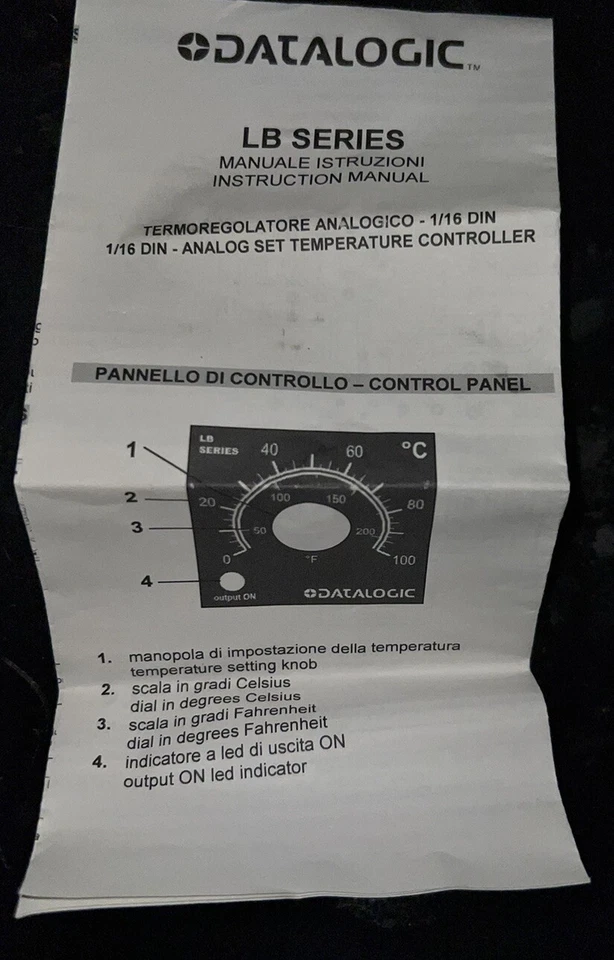 DATALOGIC™
LB SERIES
MANUALE ISTRUZIONI
INSTRUCTION MANUAL
TERMOREGOLATORE ANALOGICO - 1/16 DIN
1/16 DIN - ANALOG SET TEMPERATURE CONTROLLER
PANNELLO DI CONTROLLO – CONTROL PANEL
LB
SERIES
40
60
°C
1
20
100
150
80
2
3
50
200
0
°F
100
4
output ON
DATALOGIC
1. manopola di impostazione della temperatura
temperature setting knob
2. scala in gradi Celsius
dial in degrees Celsius
3. scala in gradi Fahrenheit
dial in degrees Fahrenheit
4. indicatore a led di uscita ON
output ON led indicator